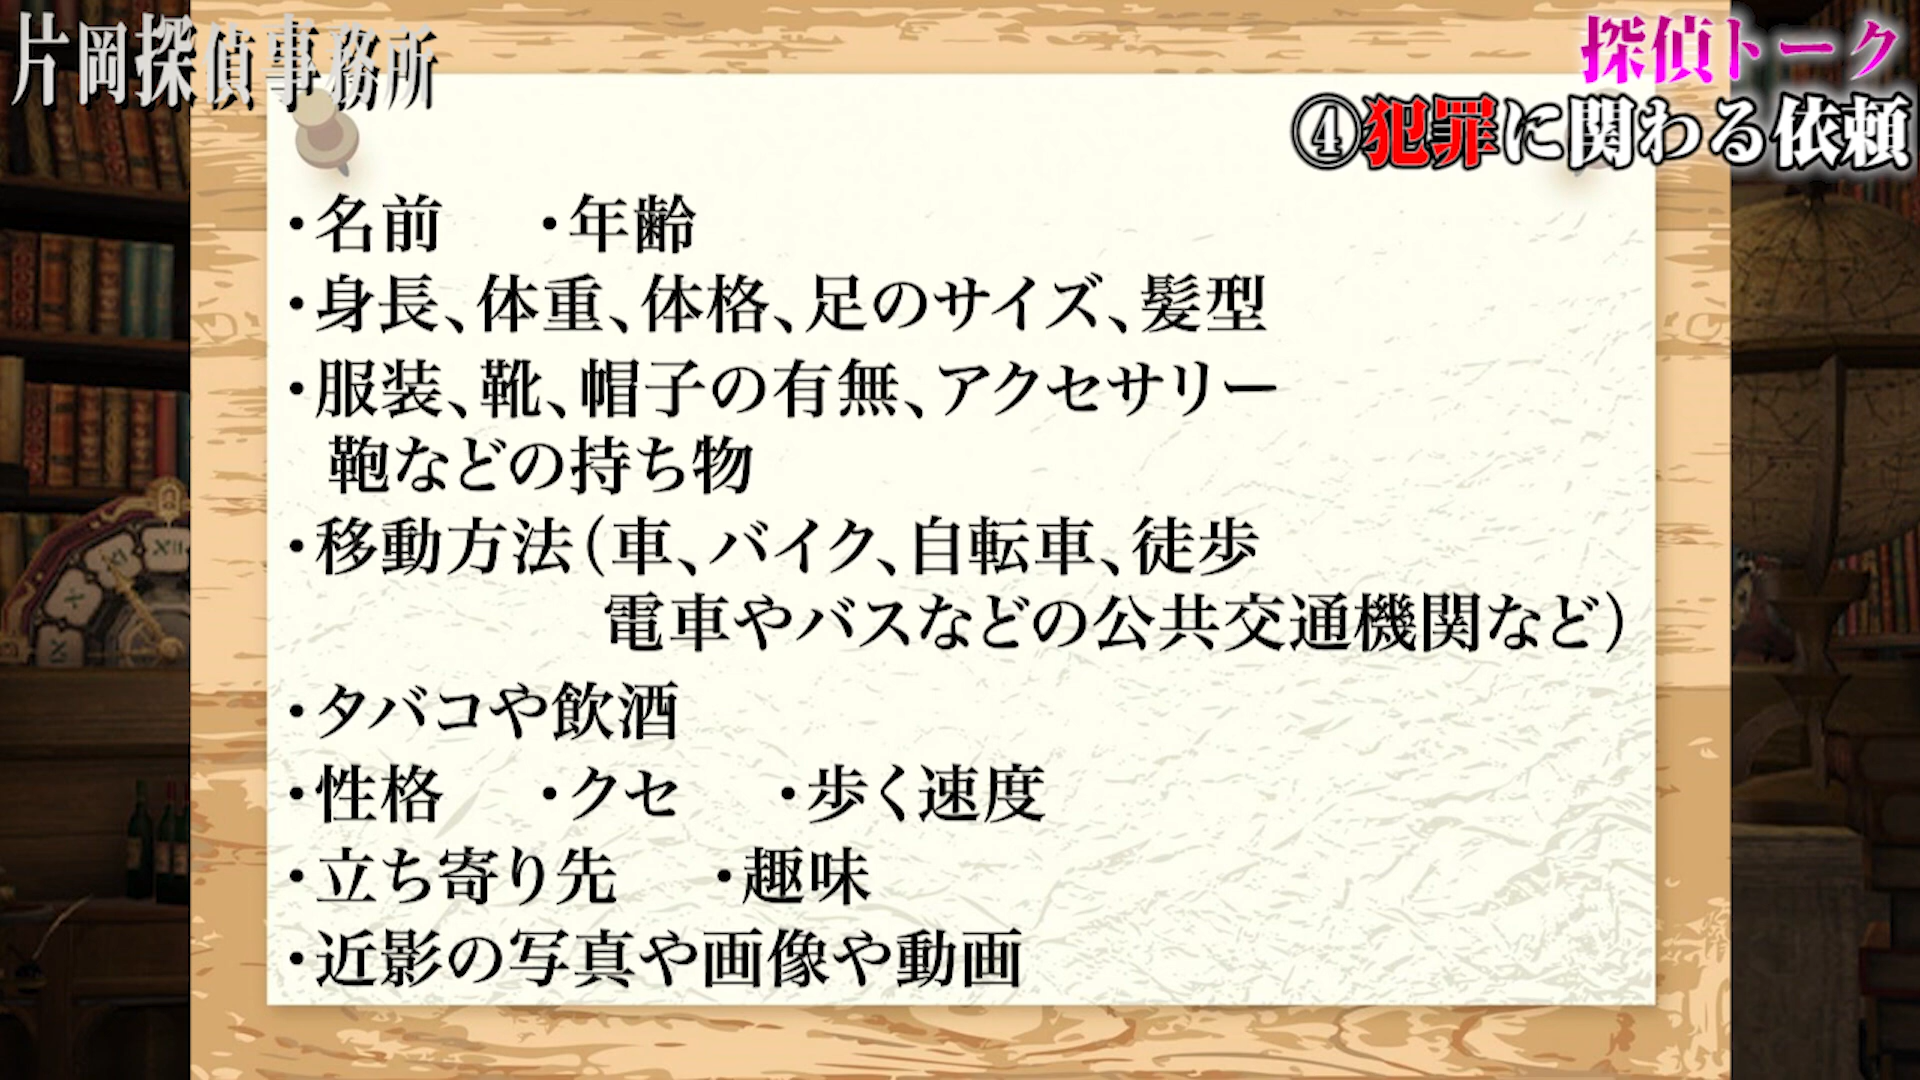 片岡探偵事務所
探偵トーク
④犯罪に関わる依頼
・名前 ・年齢
・身長、体重、体格、足のサイズ、髪型
・服装、靴、帽子の有無、アクセサリー
鞄などの持ち物
・移動方法(車、バイク、自転車、徒歩
電車やバスなどの公共交通機関など)
・タバコや飲酒
・性格 ・クセ ・歩く速度
・立ち寄り先 ・趣味
・近影の写真や画像や動画